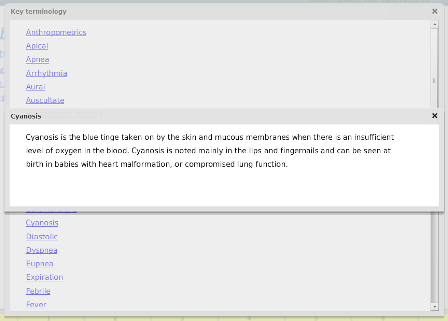 Key terminology
Anthropometrics
Apical
Apnea
Arrhythmia
Aural
Auscultate
Cyanosis
Cyanosis is the blue tinge taken on by the skin and mucous membranes when there is an insufficient
level of oxygen in the blood. Cyanosis is noted mainly in the lips and fingernails and can be seen at
birth in babies with heart malformation, or compromised lung function.
Cyanosis
Diastolic
Dyspnea
Eupnea
Expiration
Febrile
Fever